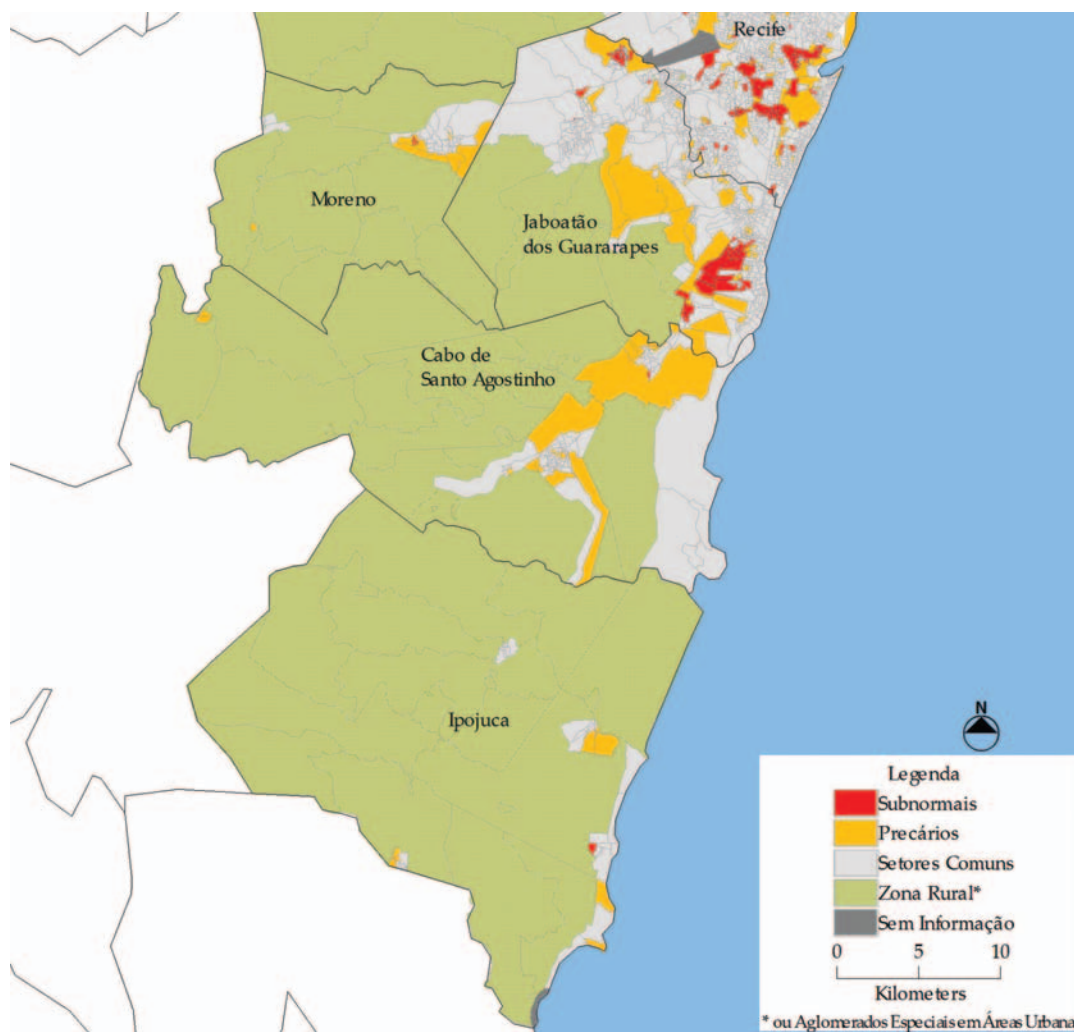 Recife
Moreno
Jaboatão
dos Guararapes
Cabo de
Santo Agostinho
Ipojuca
N
Legenda
Subnormais
Precários
Setores Comuns
Zona Rural*
Sem Informação
0 5 10
Kilometers
* ou Aglomerados Especiais em Áreas Urbana